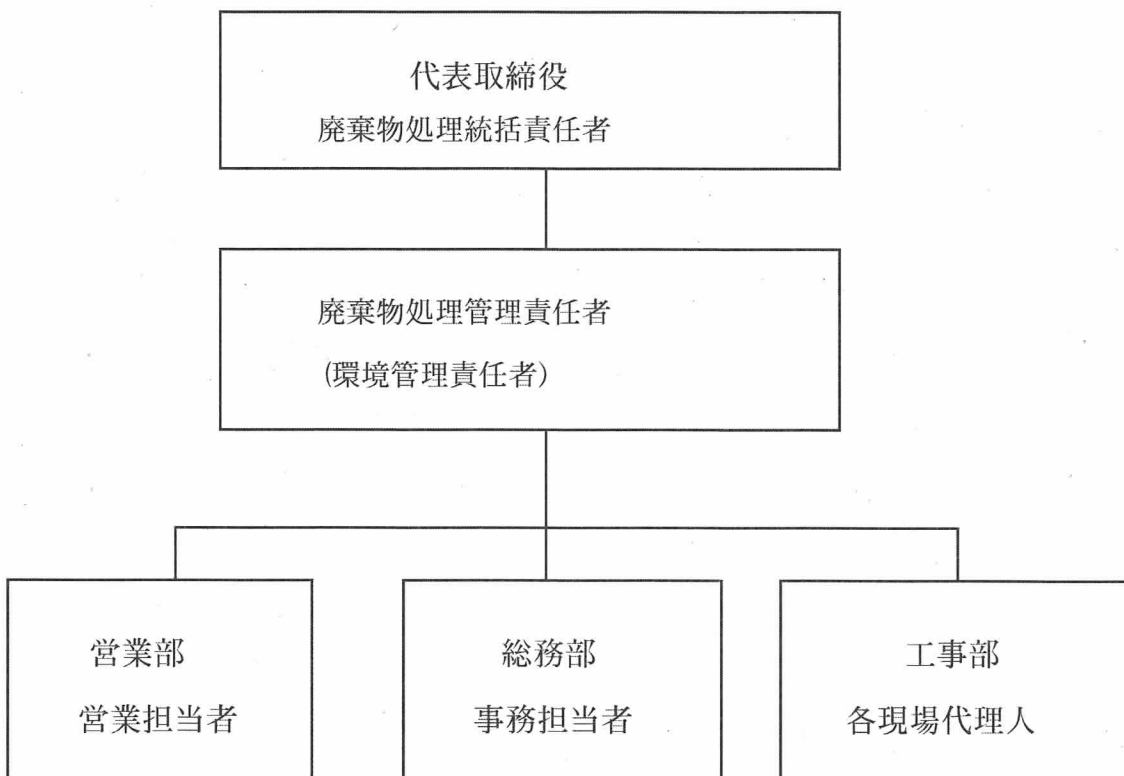 代表取締役
廃棄物処理統括責任者
廃棄物処理管理責任者
(環境管理責任者)
営業部
営業担当者
総務部
事務担当者
工事部
各現場代理人